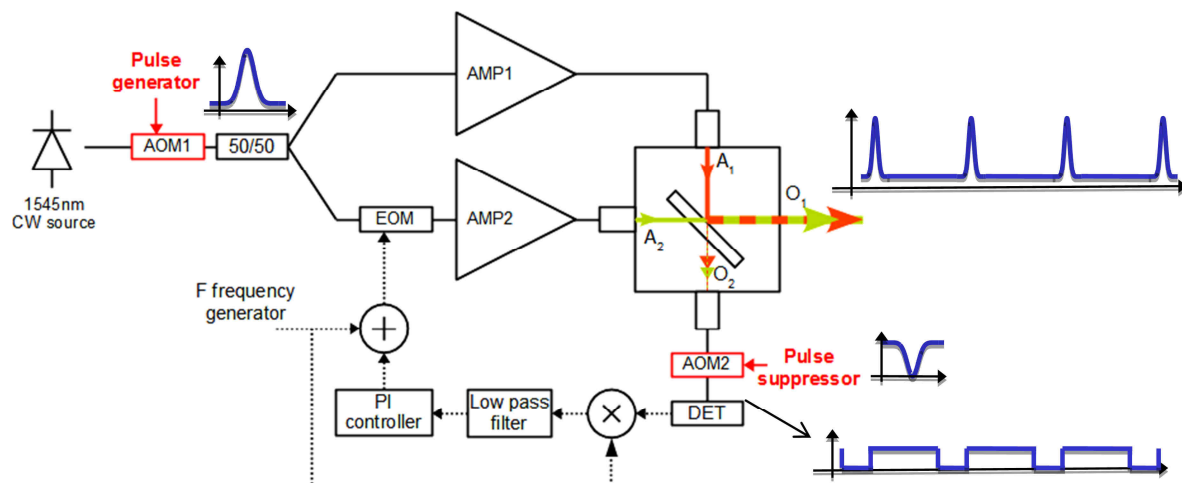 Pulse
generator
AOM1
50/50
1545nm
CW source
AMP1
EOM
AMP2
A1
A2
O1
O2
F frequency
generator
+
PI
controller
Low pass
filter
×
DET
AOM2
Pulse
suppressor